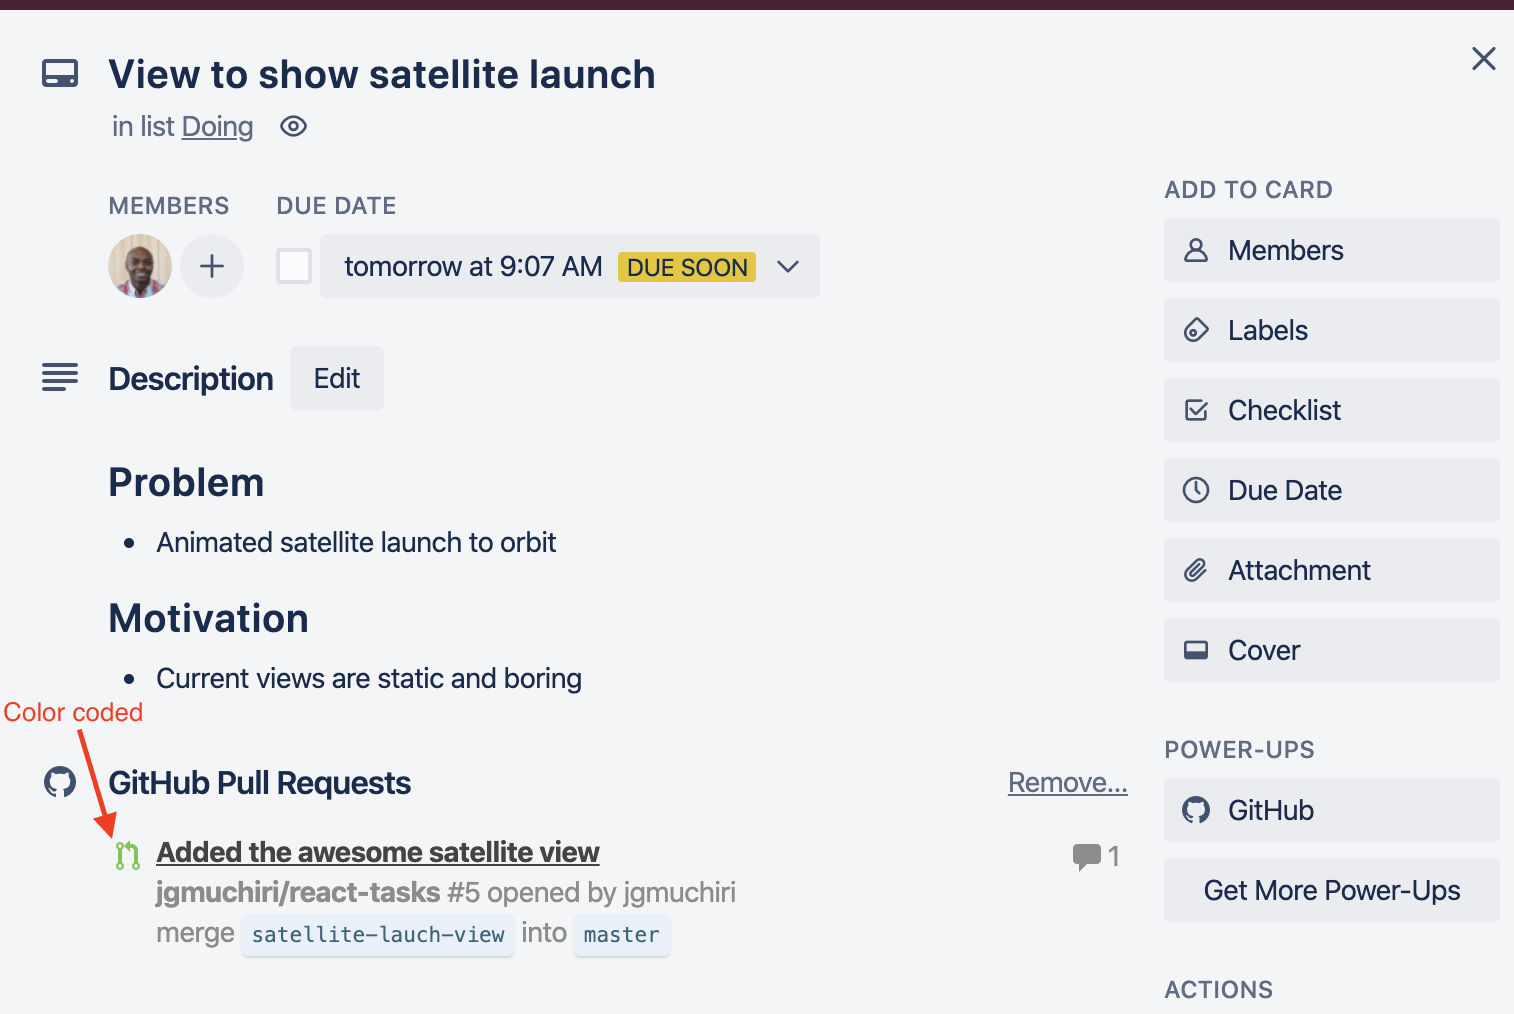 View to show satellite launch
in list Doing
MEMBERS
DUE DATE
tomorrow at 9:07 AM DUE SOON
Description Edit
Problem
• Animated satellite launch to orbit
Motivation
• Current views are static and boring
Color coded
GitHub Pull Requests Remove...
Added the awesome satellite view 1
jgmuchiri/react-tasks #5 opened by jgmuchiri
merge satellite-lauch-view into master
ADD TO CARD
Members
Labels
Checklist
Due Date
Attachment
Cover
POWER-UPS
GitHub
Get More Power-Ups
ACTIONS